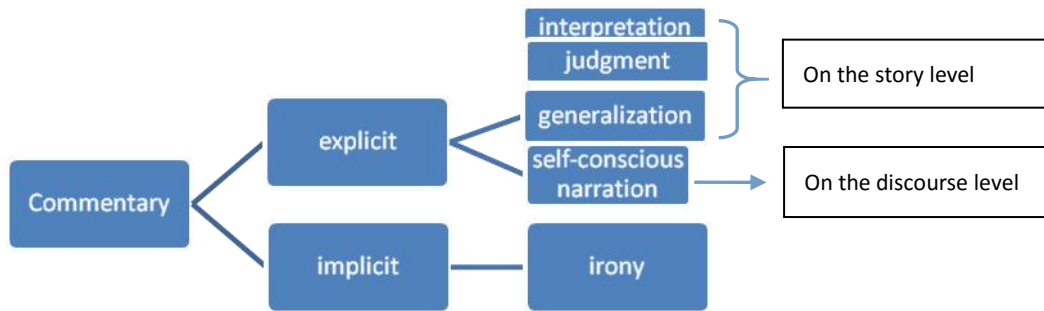 interpretation
judgment
On the story level
generalization
explicit
self-conscious
narration
On the discourse level
Commentary
implicit
irony